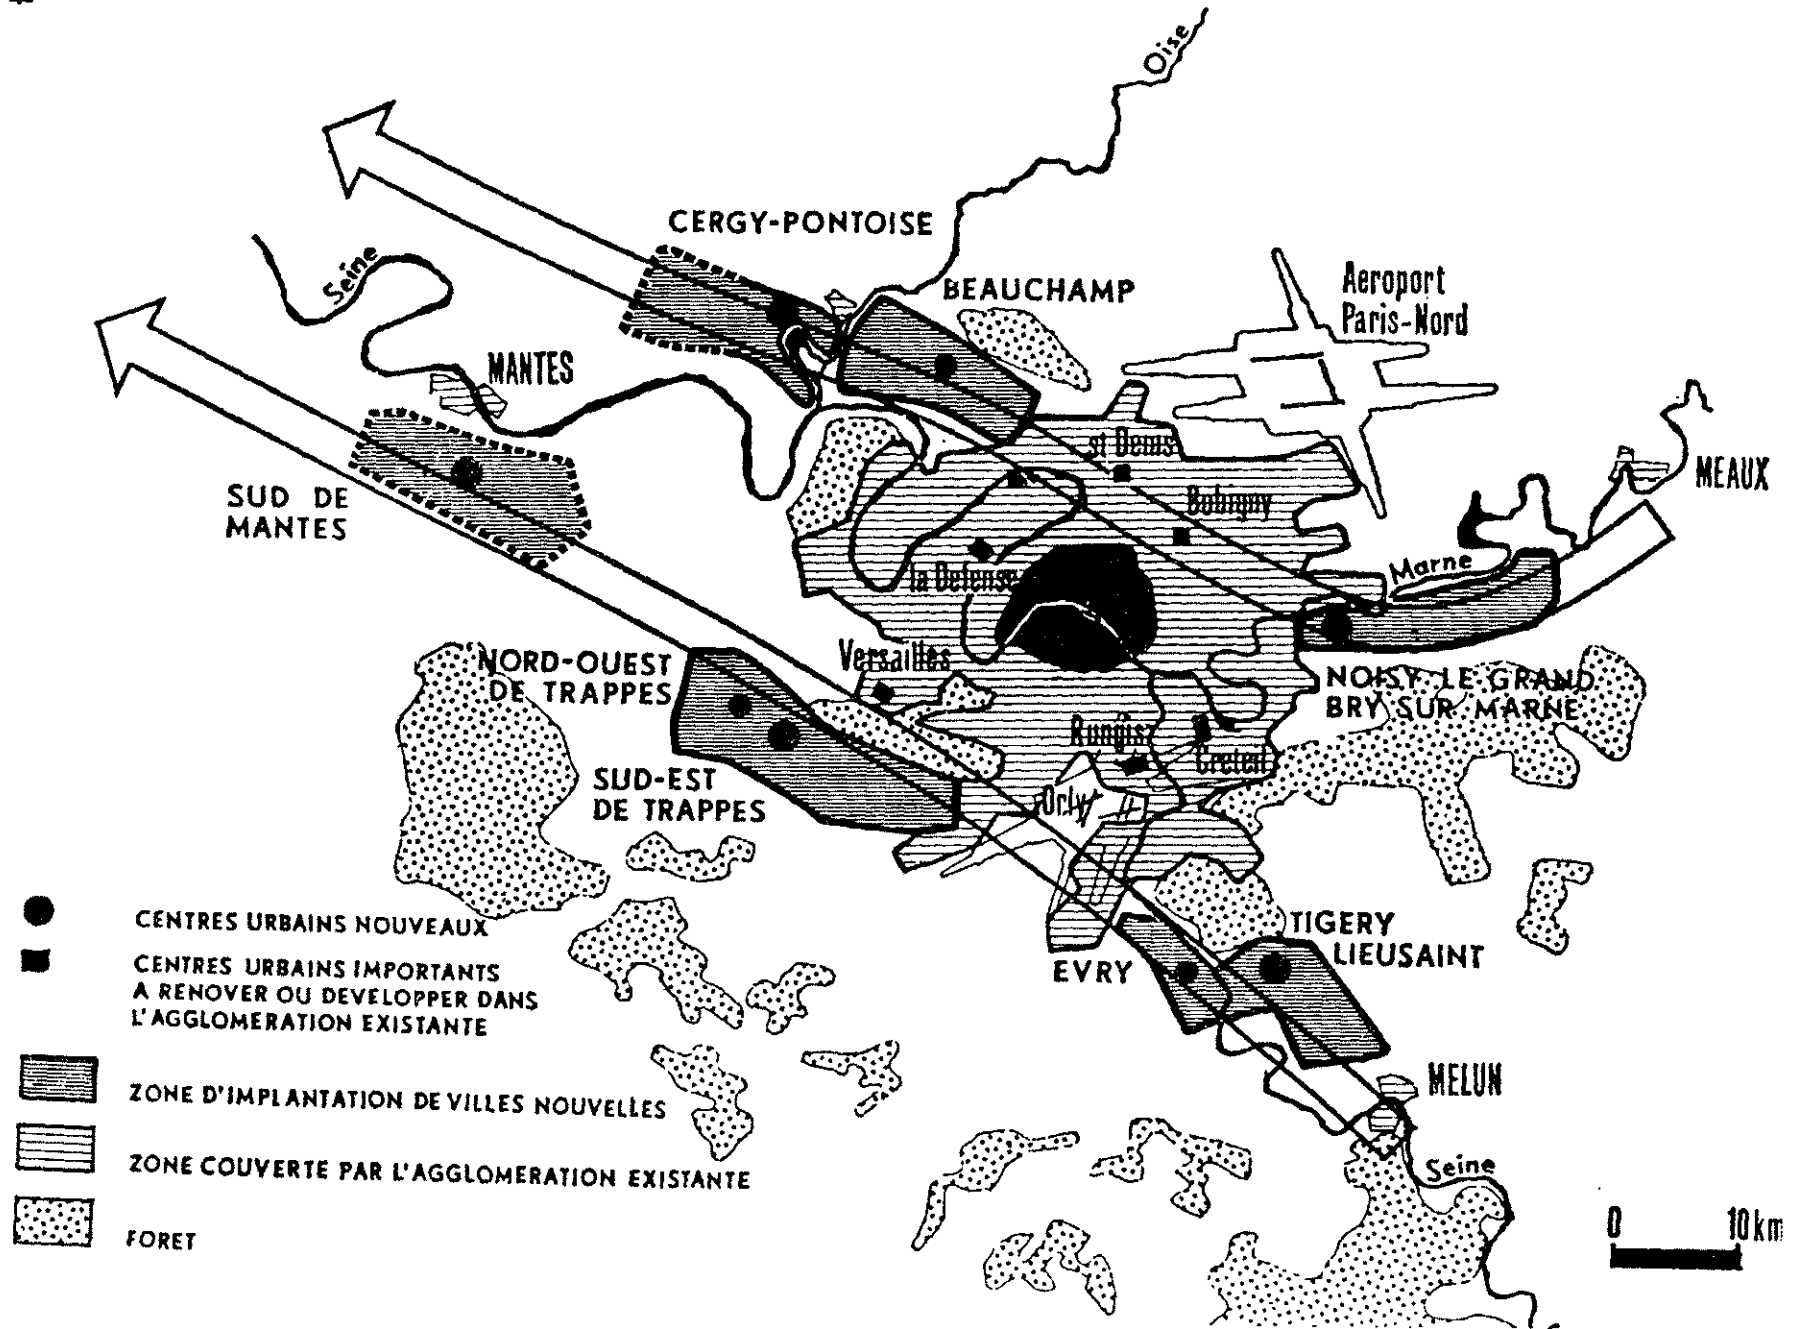 Oise
CERGY-PONTOISE
Seine
BEAUCHAMP
Aeroport
Paris-Nord
MANTES
St Denis
Bobigny
MEAUX
SUD DE
MANTES
la Défense
Marne
Versailles
NORD-OUEST
DE TRAPPES
NOISY LE GRAND
BRY SUR MARNE
Rungis
Creteil
SUD-EST
DE TRAPPES
Orly
CENTRES URBAINS NOUVEAUX
TIGERY
LIEUSAINT
EVRY
CENTRES URBAINS IMPORTANTS
A RENOVER OU DEVELOPPER DANS
L'AGGLOMERATION EXISTANTE
MELUN
ZONE D'IMPLANTATION DE VILLES NOUVELLES
ZONE COUVERTE PAR L'AGGLOMERATION EXISTANTE
Seine
FORET
0 10km